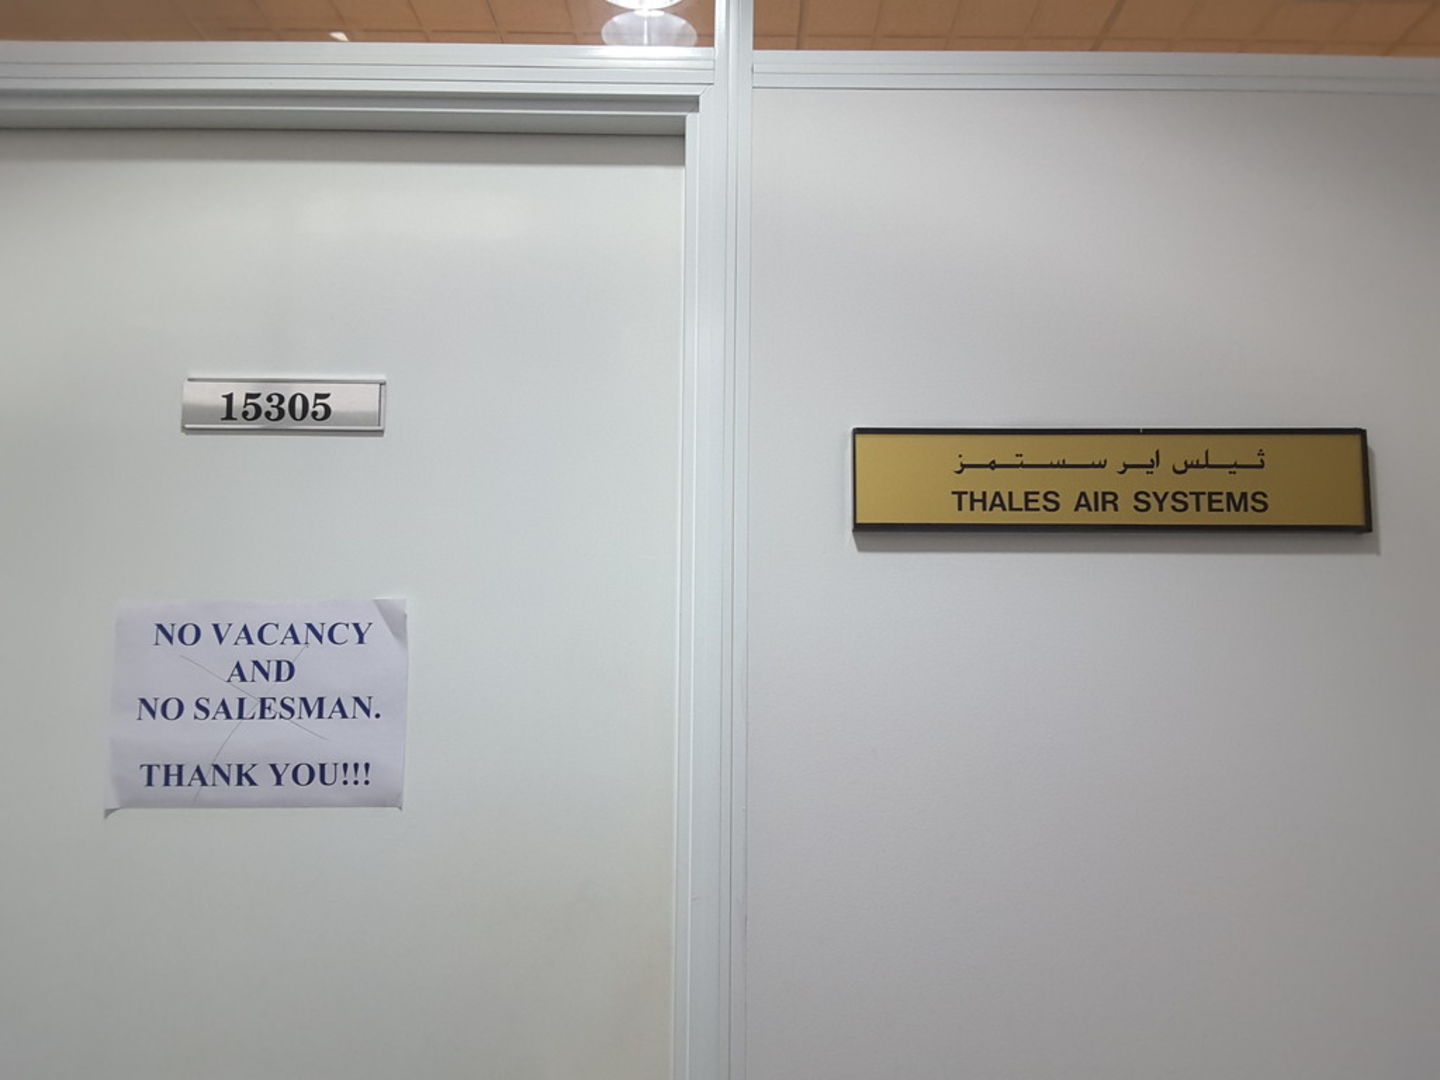 15305
NO VACANCY
AND
NO SALESMAN.
THANK YOU!!!
ثيلس اير سستمز
THALES AIR SYSTEMS